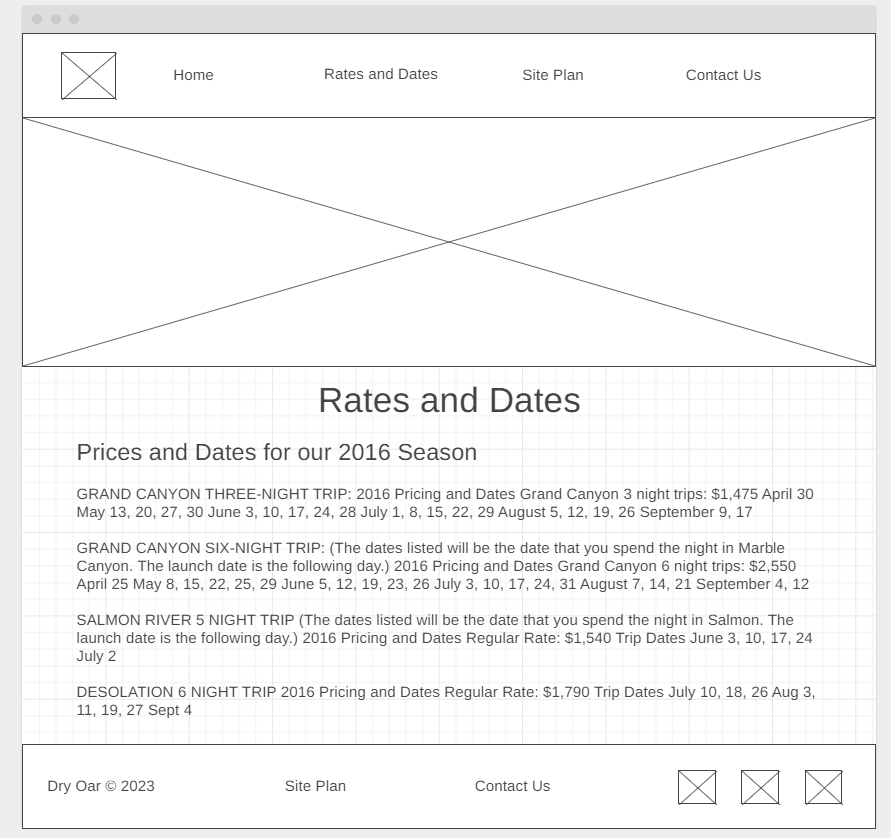 Home Rates and Dates Site Plan Contact Us
Rates and Dates
Prices and Dates for our 2016 Season
GRAND CANYON THREE-NIGHT TRIP: 2016 Pricing and Dates Grand Canyon 3 night trips: $1,475 April 30
May 13, 20, 27, 30 June 3, 10, 17, 24, 28 July 1, 8, 15, 22, 29 August 5, 12, 19, 26 September 9, 17
GRAND CANYON SIX-NIGHT TRIP: (The dates listed will be the date that you spend the night in Marble
Canyon. The launch date is the following day.) 2016 Pricing and Dates Grand Canyon 6 night trips: $2,550
April 25 May 8, 15, 22, 25, 29 June 5, 12, 19, 23, 26 July 3, 10, 17, 24, 31 August 7, 14, 21 September 4, 12
SALMON RIVER 5 NIGHT TRIP (The dates listed will be the date that you spend the night in Salmon. The
launch date is the following day.) 2016 Pricing and Dates Regular Rate: $1,540 Trip Dates June 3, 10, 17, 24
July 2
DESOLATION 6 NIGHT TRIP 2016 Pricing and Dates Regular Rate: $1,790 Trip Dates July 10, 18, 26 Aug 3,
11, 19, 27 Sept 4
Dry Oar © 2023 Site Plan Contact Us